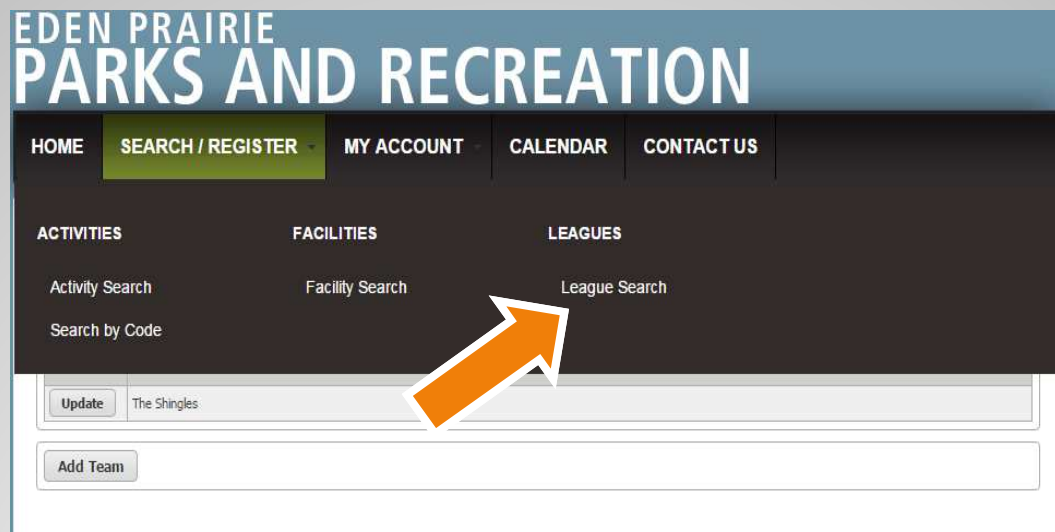 EDEN PRAIRIE
PARKS AND RECREATION
HOME SEARCH / REGISTER MY ACCOUNT CALENDAR CONTACT US
ACTIVITIES FACILITIES LEAGUES
Activity Search Facility Search League Search
Search by Code
Update The Shingles
Add Team